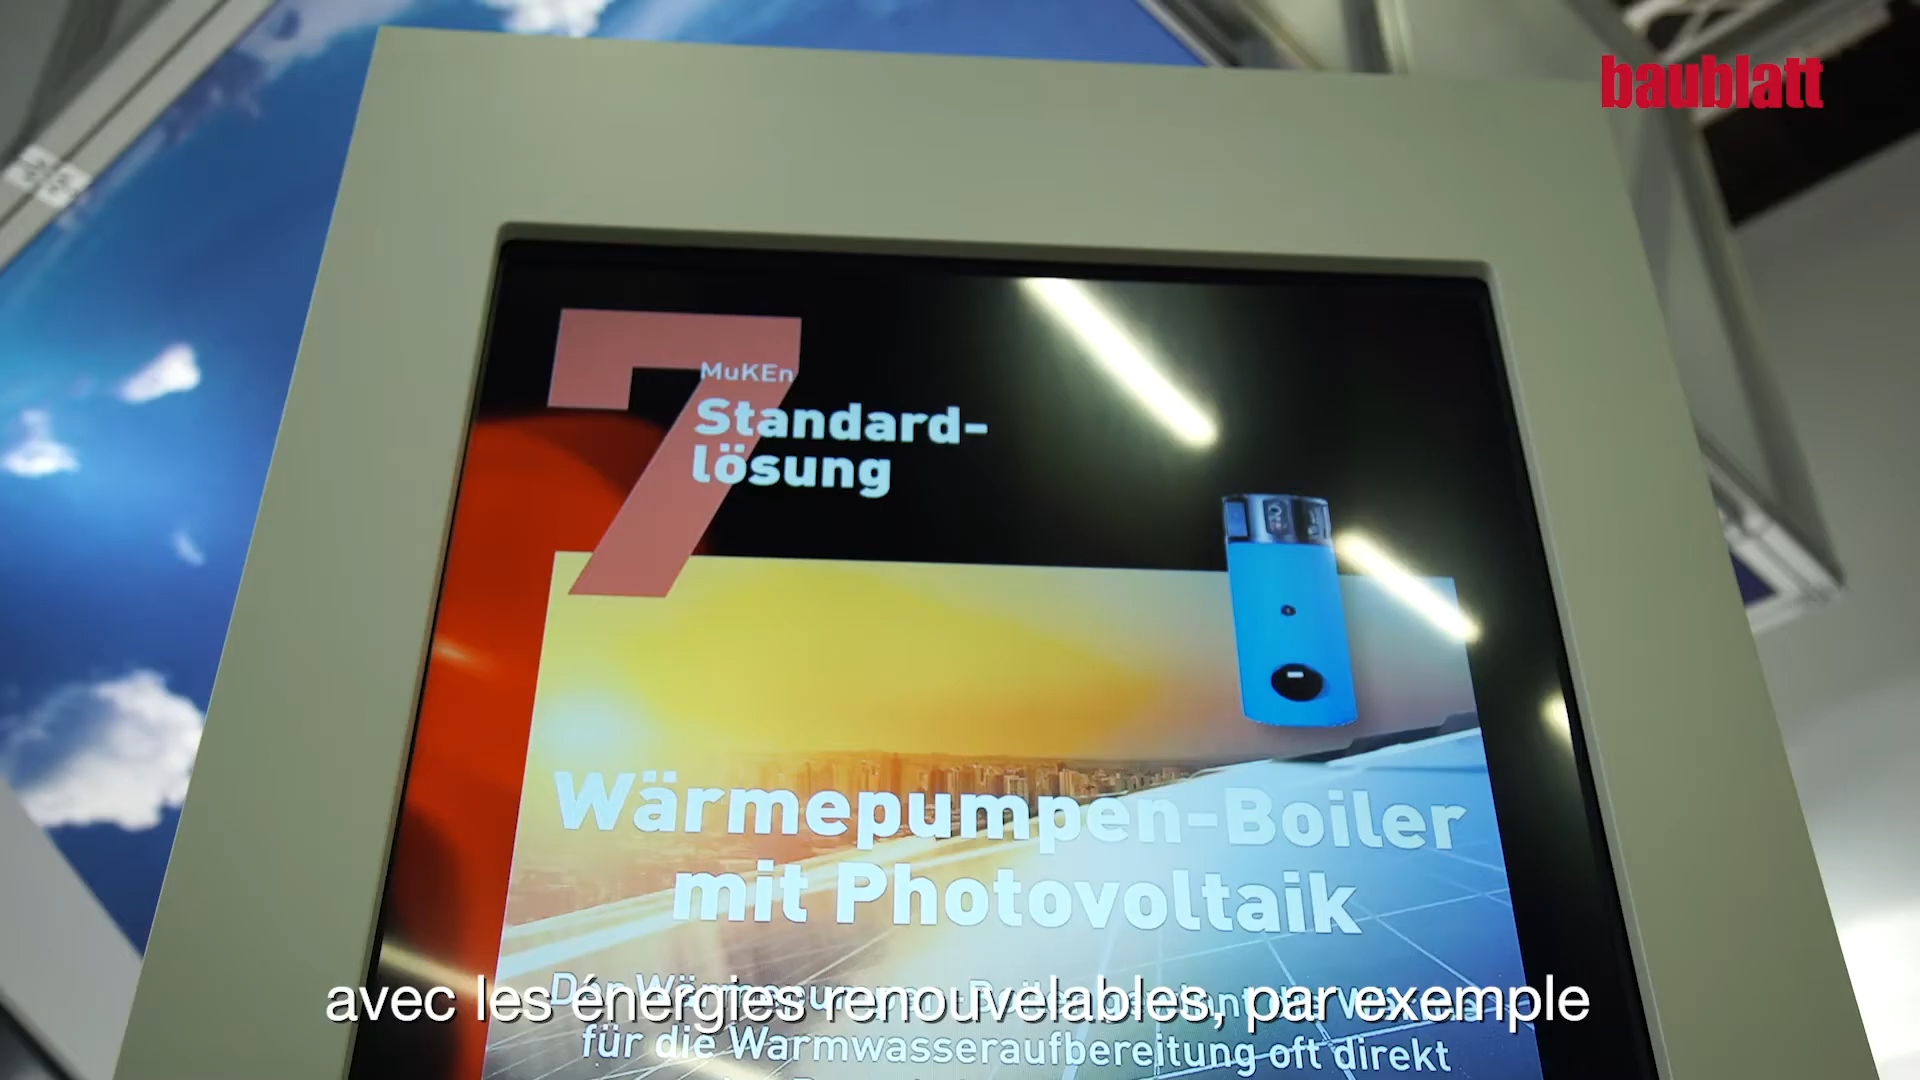 baublatt
7
MuKEn
Standard-
lösung
Wärmepumpen-Boiler
mit Photovoltaik
avec les énergies renouvelables, par exemple
für die Warmwasseraufbereitung oft direkt